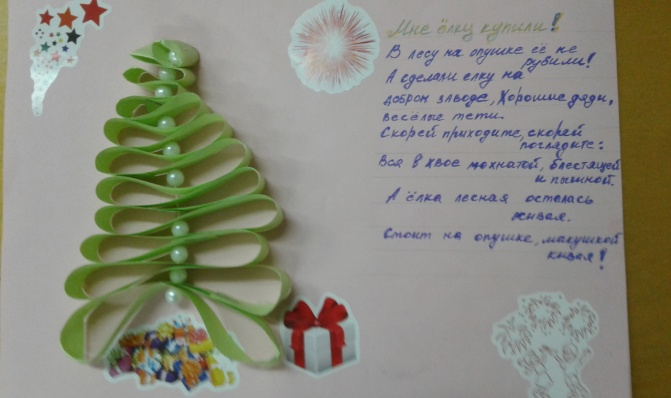 Мне ёлку купили!
В лесу на опушке её не
рубили!
А сделали елку на
добром заводе, Хорошие дяди,
весёлые тёти.
Скорей приходите, скорей
поглядите:
Вся в хвое мохнатой, блестящей
и пышной.
А ёлка лесная осталась
живая.
Стоит на опушке, макушкой
кивая!